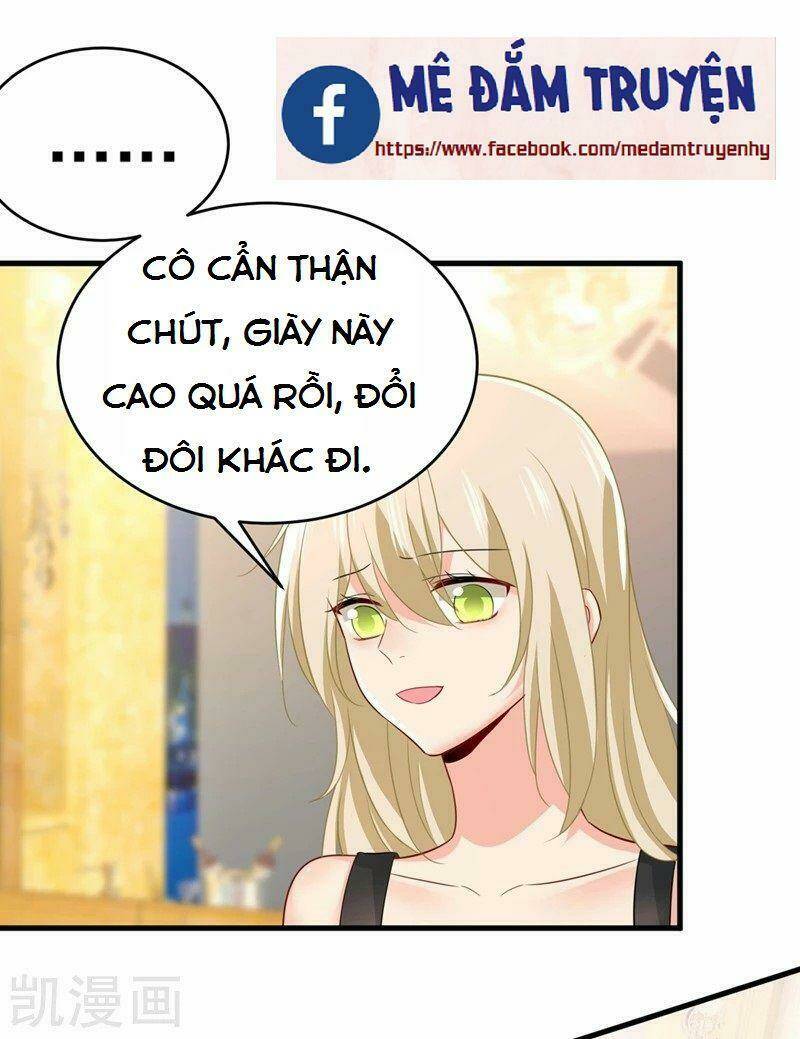 MÊ ĐẮM TRUYỆN
https://www.facebook.com/medamtruyenhy
......
CÔ CẨN THẬN
CHÚT, GIÀY NÀY
CAO QUÁ RỒI, ĐỔI
ĐÔI KHÁC ĐI.
凯漫画